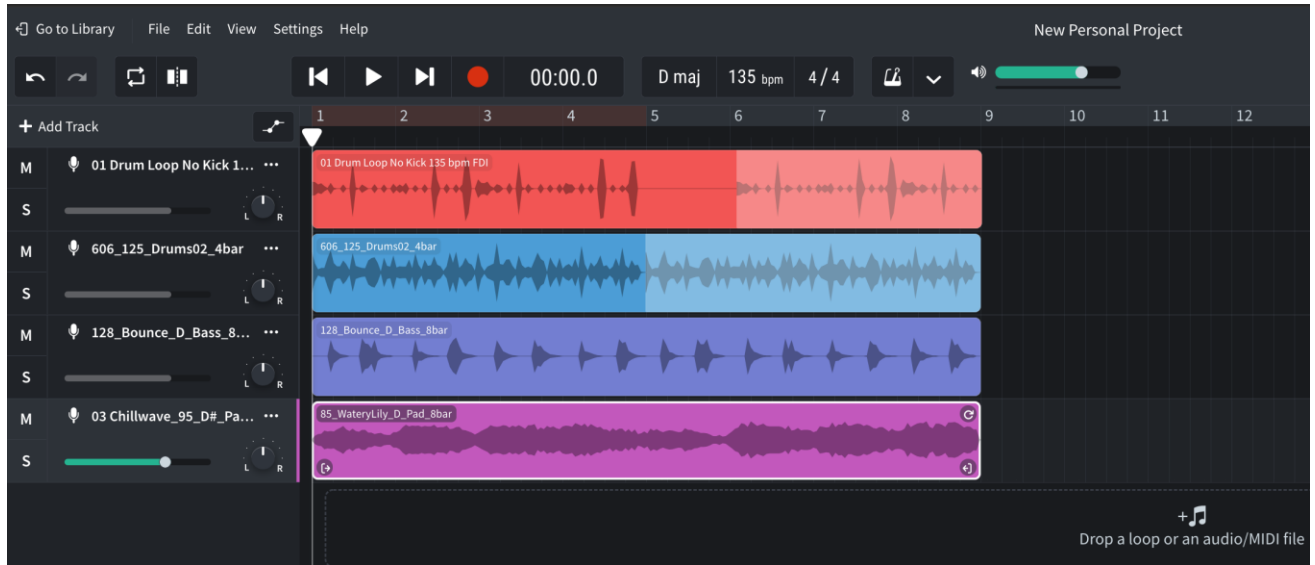 Go to Library File Edit View Settings Help New Personal Project
00:00.0 D maj 135 bpm 4 / 4
+ Add Track 1 2 3 4 5 6 7 8 9 10 11 12
M 01 Drum Loop No Kick 1... ... 01 Drum Loop No Kick 135 bpm FDI
S L R
M 606_125_Drums02_4bar ... 606_125_Drums02_4bar
S L R
M 128_Bounce_D_Bass_8... ... 128_Bounce_D_Bass_8bar
S L R
M 03 Chillwave_95_D#_Pa... ... 85_WateryLily_D_Pad_8bar
S L R
Drop a loop or an audio/MIDI file